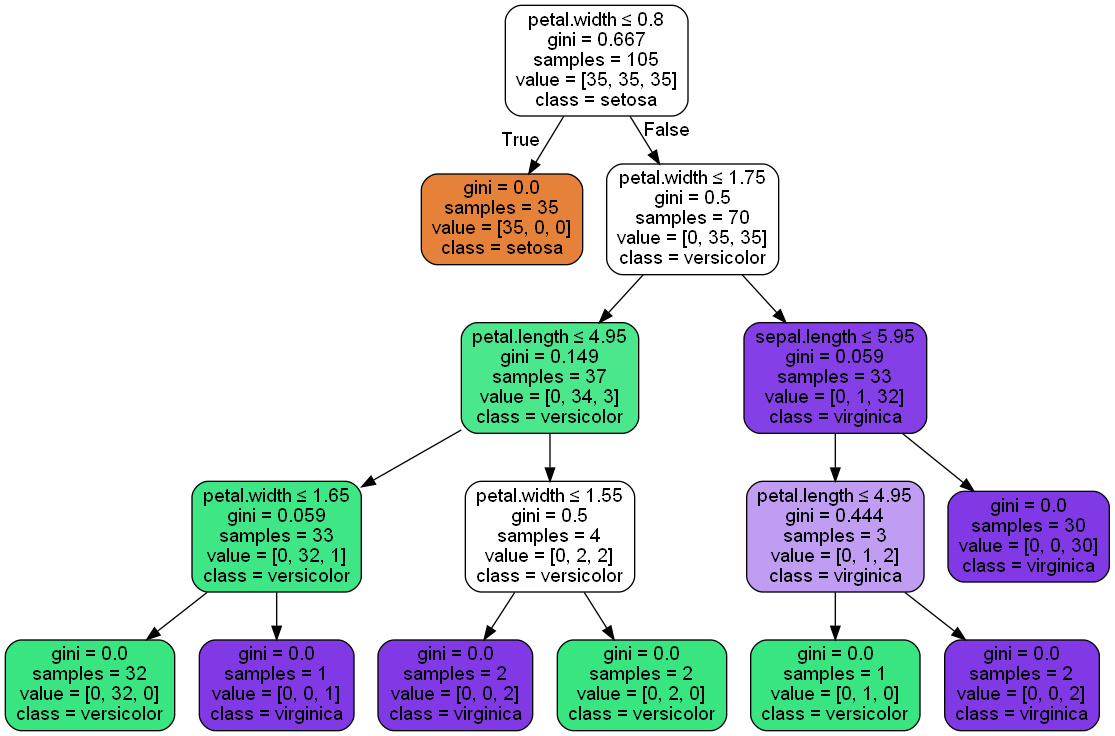 petal.width ≤ 0.8
gini = 0.667
samples = 105
value = [35, 35, 35]
class = setosa
True
False
gini = 0.0
samples = 35
value = [35, 0, 0]
class = setosa
petal.width ≤ 1.75
gini = 0.5
samples = 70
value = [0, 35, 35]
class = versicolor
petal.length ≤ 4.95
gini = 0.149
samples = 37
value = [0, 34, 3]
class = versicolor
sepal.length ≤ 5.95
gini = 0.059
samples = 33
value = [0, 1, 32]
class = virginica
petal.width ≤ 1.65
gini = 0.059
samples = 33
value = [0, 32, 1]
class = versicolor
petal.width ≤ 1.55
gini = 0.5
samples = 4
value = [0, 2, 2]
class = versicolor
petal.length ≤ 4.95
gini = 0.444
samples = 3
value = [0, 1, 2]
class = virginica
gini = 0.0
samples = 30
value = [0, 0, 30]
class = virginica
gini = 0.0
samples = 32
value = [0, 32, 0]
class = versicolor
gini = 0.0
samples = 1
value = [0, 0, 1]
class = virginica
gini = 0.0
samples = 2
value = [0, 0, 2]
class = virginica
gini = 0.0
samples = 2
value = [0, 2, 0]
class = versicolor
gini = 0.0
samples = 1
value = [0, 1, 0]
class = versicolor
gini = 0.0
samples = 2
value = [0, 0, 2]
class = virginica